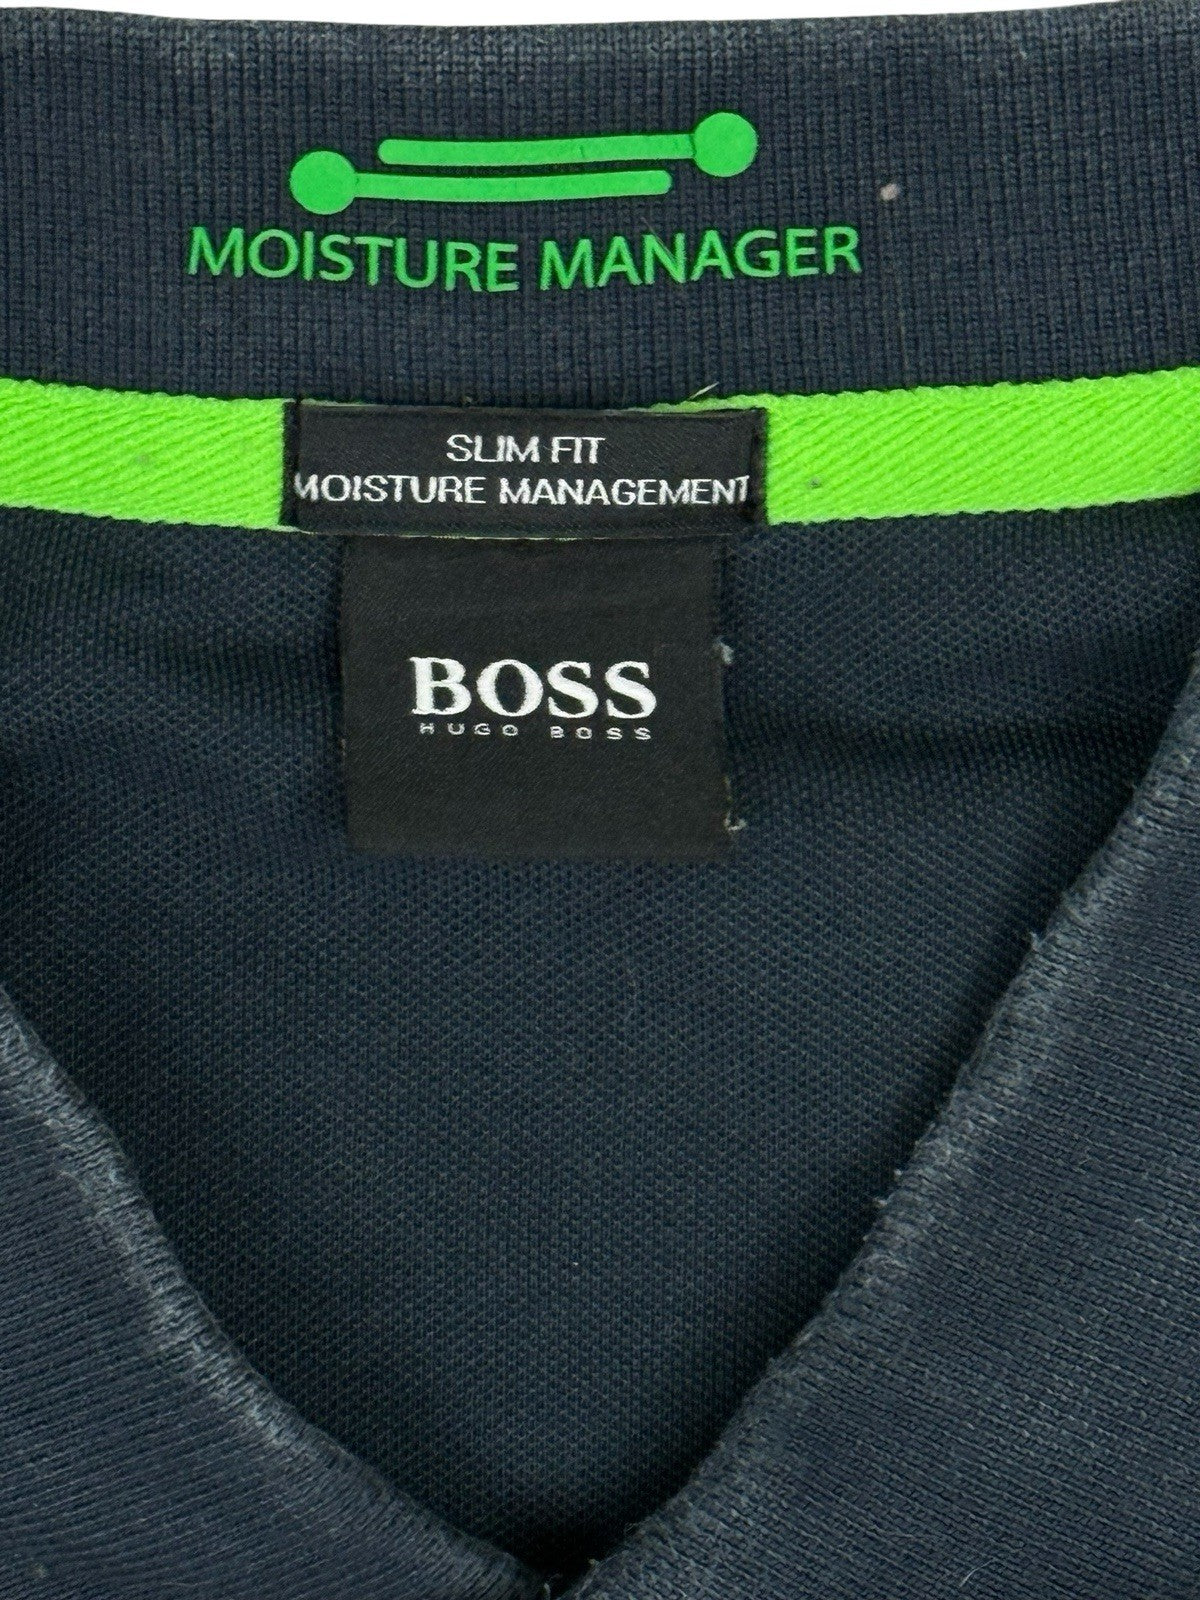 MOISTURE MANAGER
SLIM FIT
MOISTURE MANAGEMENT
BOSS
HUGO BOSS